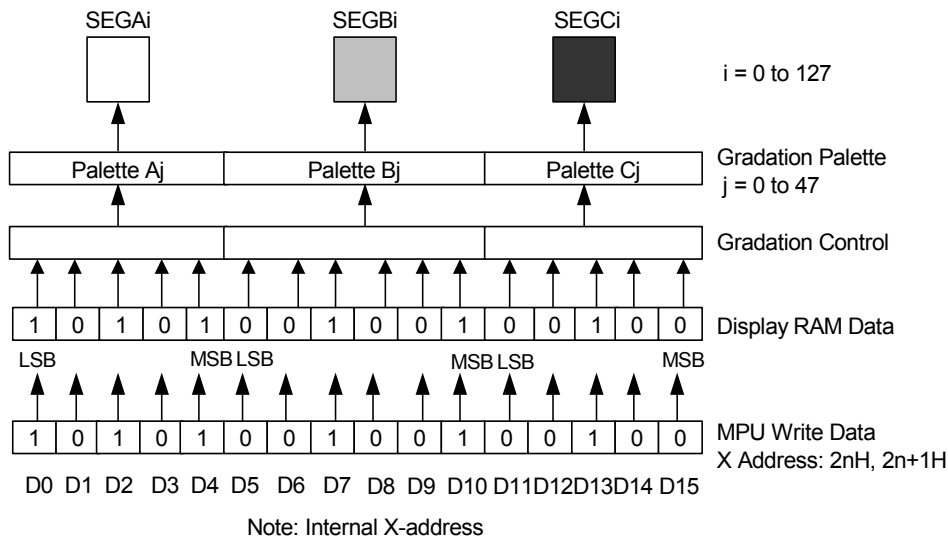 SEGAi SEGBi SEGCi
i = 0 to 127
Palette Aj Palette Bj Palette Cj Gradation Palette
j = 0 to 47
Gradation Control
1 0 1 0 1 0 0 1 0 0 1 0 0 1 0 0 Display RAM Data
LSB MSB LSB MSB LSB MSB
1 0 1 0 1 0 0 1 0 0 1 0 0 1 0 0 MPU Write Data
X Address: 2nH, 2n+1H
D0 D1 D2 D3 D4 D5 D6 D7 D8 D9 D10 D11 D12 D13 D14 D15
Note: Internal X-address